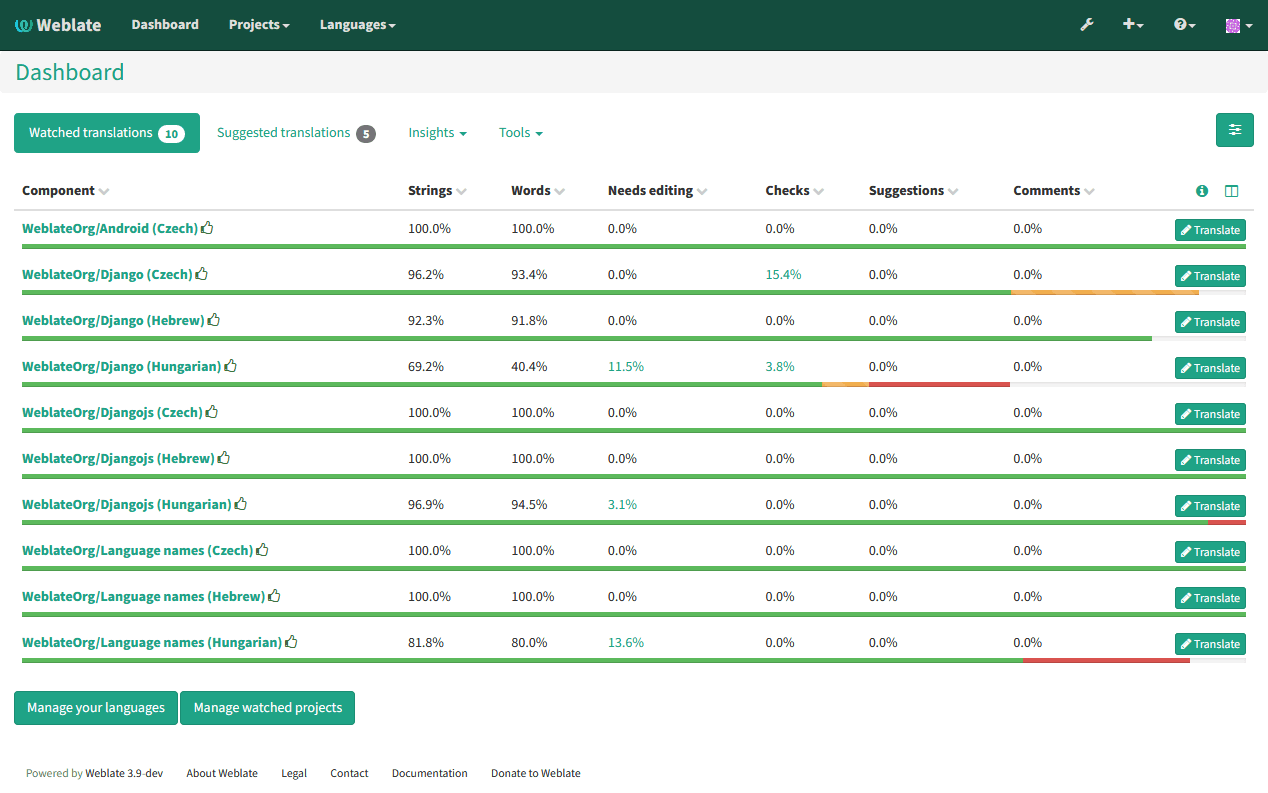 Weblate Dashboard Projects Languages
Dashboard
Watched translations 10 Suggested translations 5 Insights Tools
Component Strings Words Needs editing Checks Suggestions Comments
WeblateOrg/Android (Czech) 100.0% 100.0% 0.0% 0.0% 0.0% 0.0% Translate
WeblateOrg/Django (Czech) 96.2% 93.4% 0.0% 15.4% 0.0% 0.0% Translate
WeblateOrg/Django (Hebrew) 92.3% 91.8% 0.0% 0.0% 0.0% 0.0% Translate
WeblateOrg/Django (Hungarian) 69.2% 40.4% 11.5% 3.8% 0.0% 0.0% Translate
WeblateOrg/Djangojs (Czech) 100.0% 100.0% 0.0% 0.0% 0.0% 0.0% Translate
WeblateOrg/Djangojs (Hebrew) 100.0% 100.0% 0.0% 0.0% 0.0% 0.0% Translate
WeblateOrg/Djangojs (Hungarian) 96.9% 94.5% 3.1% 0.0% 0.0% 0.0% Translate
WeblateOrg/Language names (Czech) 100.0% 100.0% 0.0% 0.0% 0.0% 0.0% Translate
WeblateOrg/Language names (Hebrew) 100.0% 100.0% 0.0% 0.0% 0.0% 0.0% Translate
WeblateOrg/Language names (Hungarian) 81.8% 80.0% 13.6% 0.0% 0.0% 0.0% Translate
Manage your languages Manage watched projects
Powered by Weblate 3.9-dev About Weblate Legal Contact Documentation Donate to Weblate